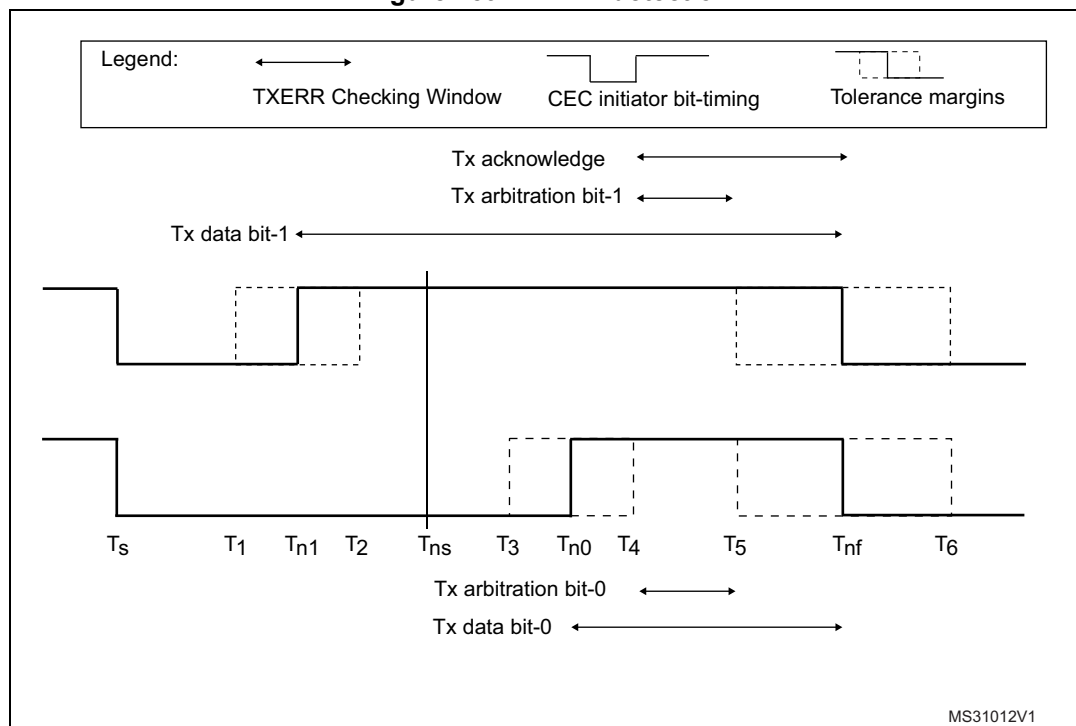 Legend:
TXERR Checking Window
CEC initiator bit-timing
Tolerance margins
Tx acknowledge
Tx arbitration bit-1
Tx data bit-1
Ts T1 Tn1 T2 Tns T3 Tn0 T4 T5 Tnf T6
Tx arbitration bit-0
Tx data bit-0
MS31012V1